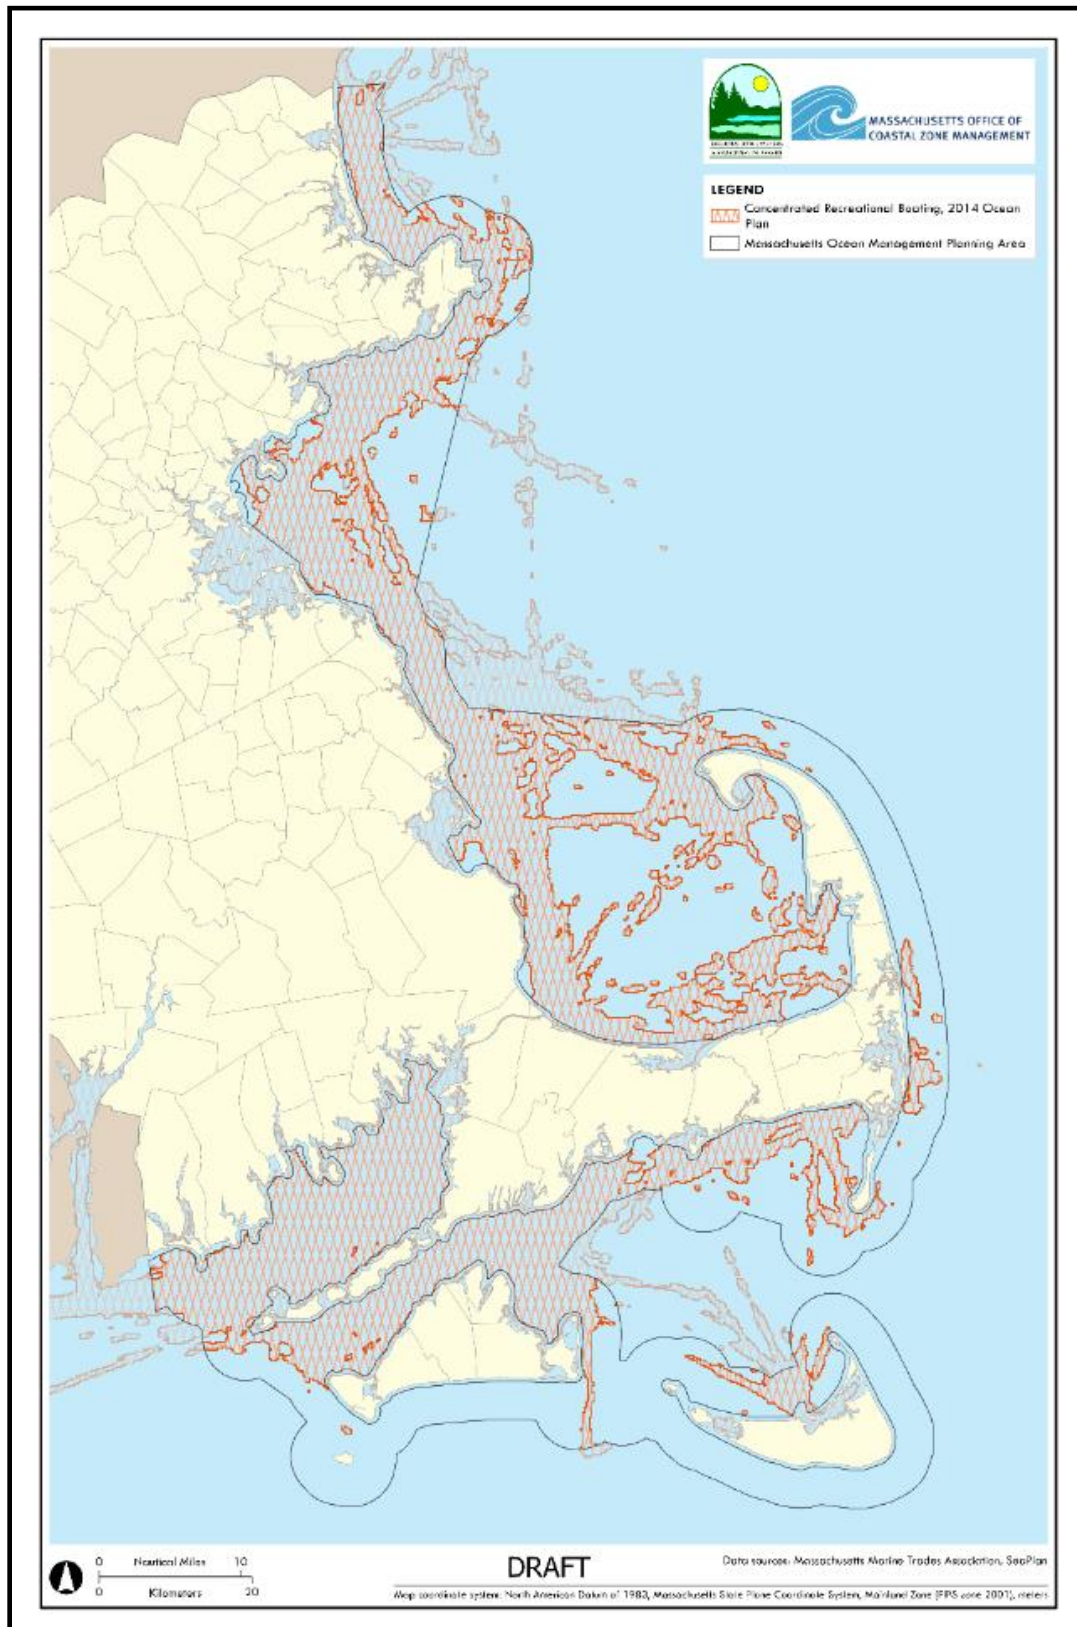 MASSACHUSETTS OFFICE OF
COASTAL ZONE MANAGEMENT
LEGEND
Concentrated Recreational Boating, 2014 Ocean
Plan
Massachusetts Ocean Management Planning Area
0 Nautical Miles 10
0 Kilometers 20
DRAFT
Data sources: Massachusetts Marine Trades Association, SeaPlan
Map coordinate system: North American Datum of 1983, Massachusetts State Plane Coordinate System, Mainland Zone (FIPS zone 2001), meters